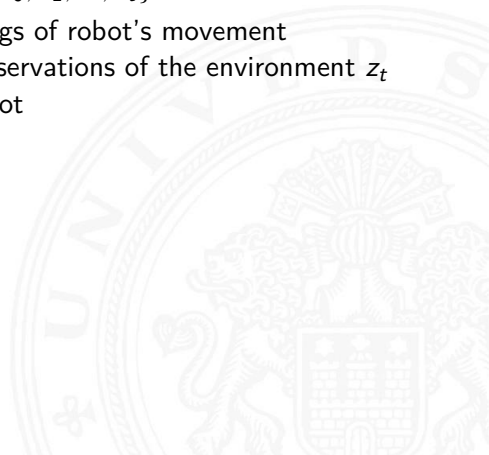 gs of robot's movement
servations of the environment z_t
ot
U N I V E R S